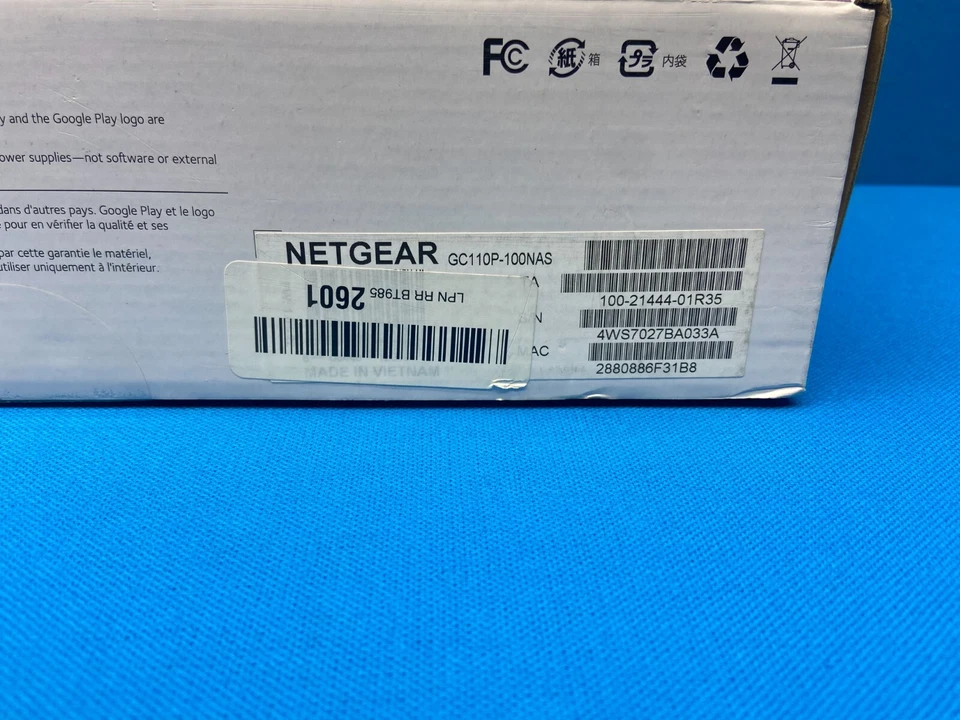 FC 紙 箱 プラ 内袋
y and the Google Play logo are
ower supplies—not software or external
dans d'autres pays. Google Play et le logo
pour en vérifier la qualité et ses
par cette garantie le matériel,
utiliser uniquement à l'intérieur.
NETGEAR GC110P-100NAS
A
100-21444-01R35
N
4WS7027BA033A
MAC
2880886F31B8
LPN RR BT985 2601
MADE IN VIETNAM